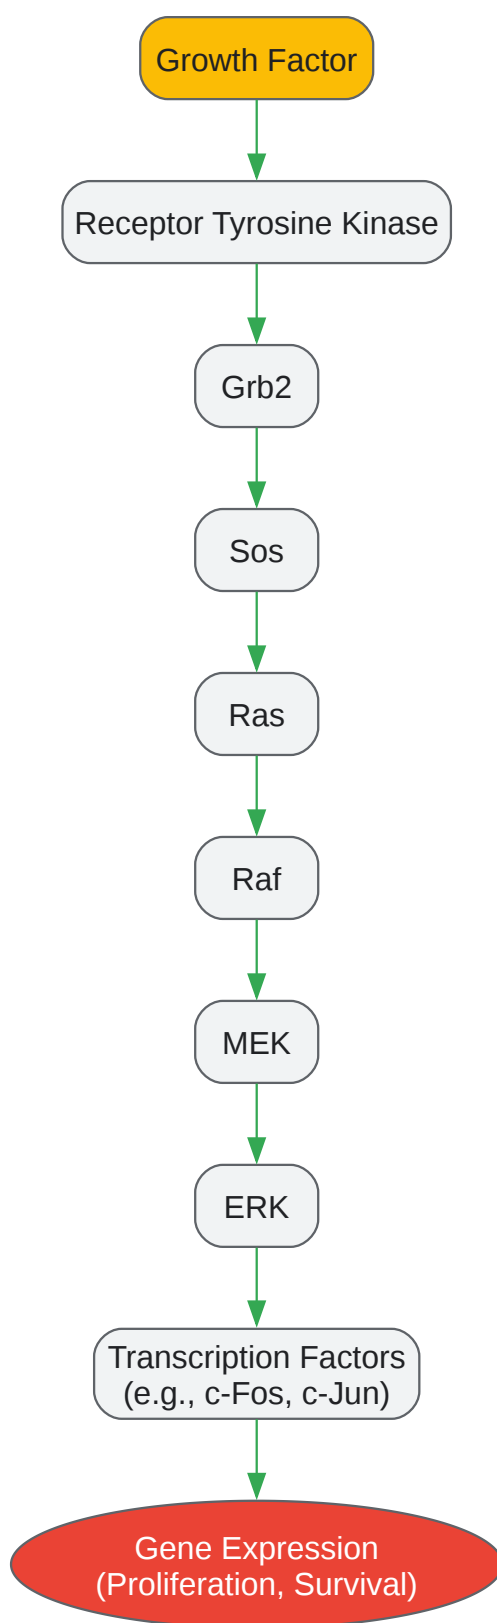 Growth Factor
Receptor Tyrosine Kinase
Grb2
Sos
Ras
Raf
MEK
ERK
Transcription Factors
(e.g., c-Fos, c-Jun)
Gene Expression
(Proliferation, Survival)